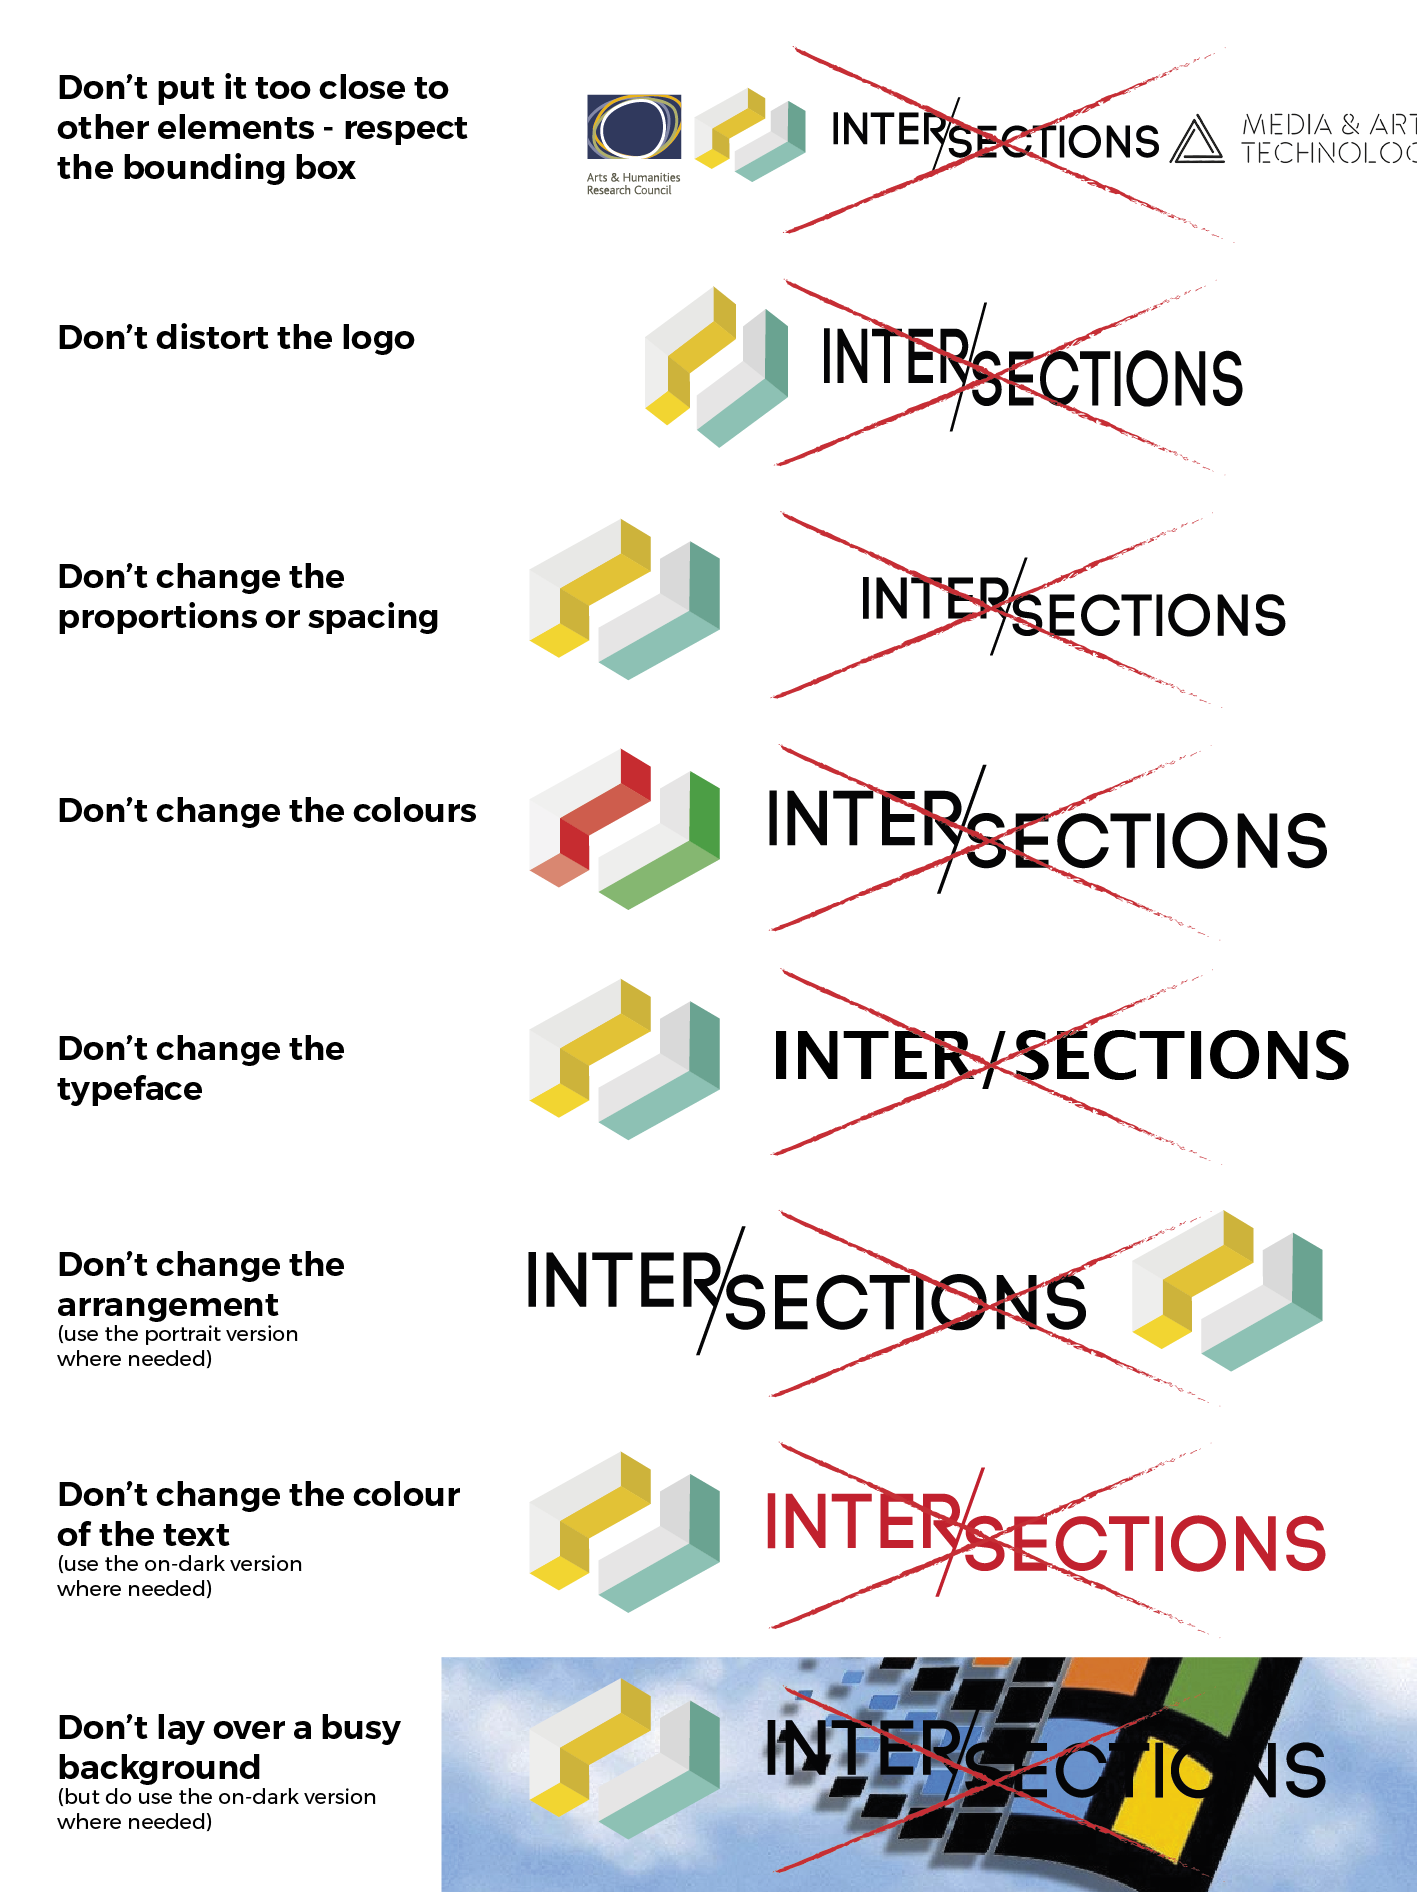 Don’t put it too close to
other elements - respect
the bounding box
Arts & Humanities
Research Council
INTER/SECTIONS
MEDIA & ART
TECHNOLO
Don’t distort the logo
INTER/SECTIONS
Don’t change the
proportions or spacing
INTER/SECTIONS
Don’t change the colours
INTER/SECTIONS
Don’t change the
typeface
INTER/SECTIONS
Don’t change the
arrangement
(use the portrait version
where needed)
INTER/SECTIONS
Don’t change the colour
of the text
(use the on-dark version
where needed)
INTER/SECTIONS
Don’t lay over a busy
background
(but do use the on-dark version
where needed)
INTER/SECTIONS